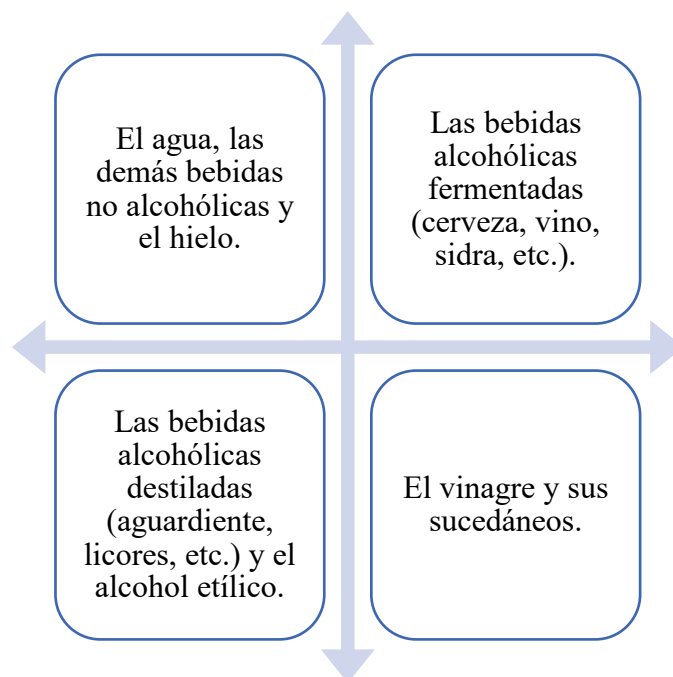 El agua, las
demás bebidas
no alcohólicas y
el hielo.
Las bebidas
alcohólicas
fermentadas
(cerveza, vino,
sidra, etc.).
Las bebidas
alcohólicas
destiladas
(aguardiente,
licores, etc.) y el
alcohol etílico.
El vinagre y sus
sucedáneos.